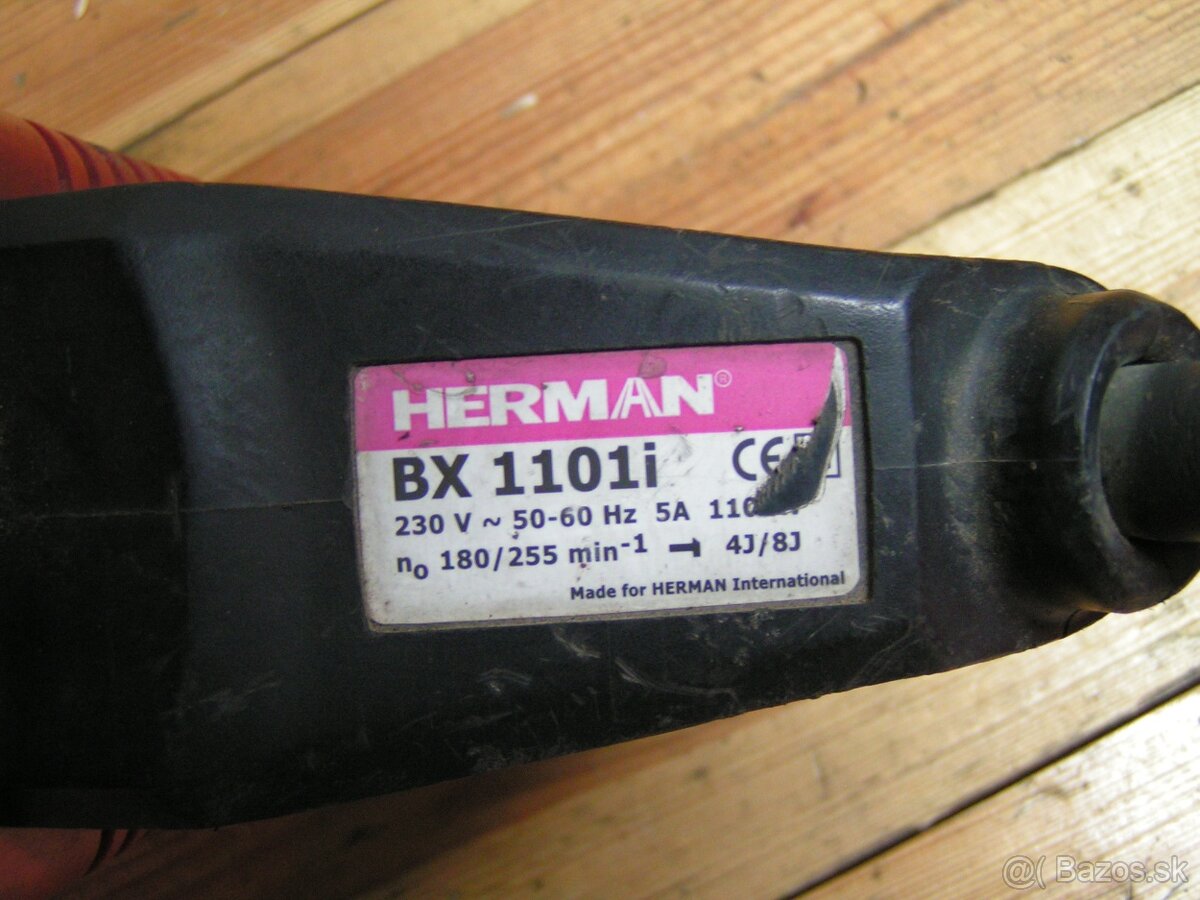 HERMAN®
BX 1101i CE
230 V ~ 50-60 Hz 5A
n₀ 180/255 min⁻¹ 4J/8J
Made for HERMAN International
@( Bazos.sk